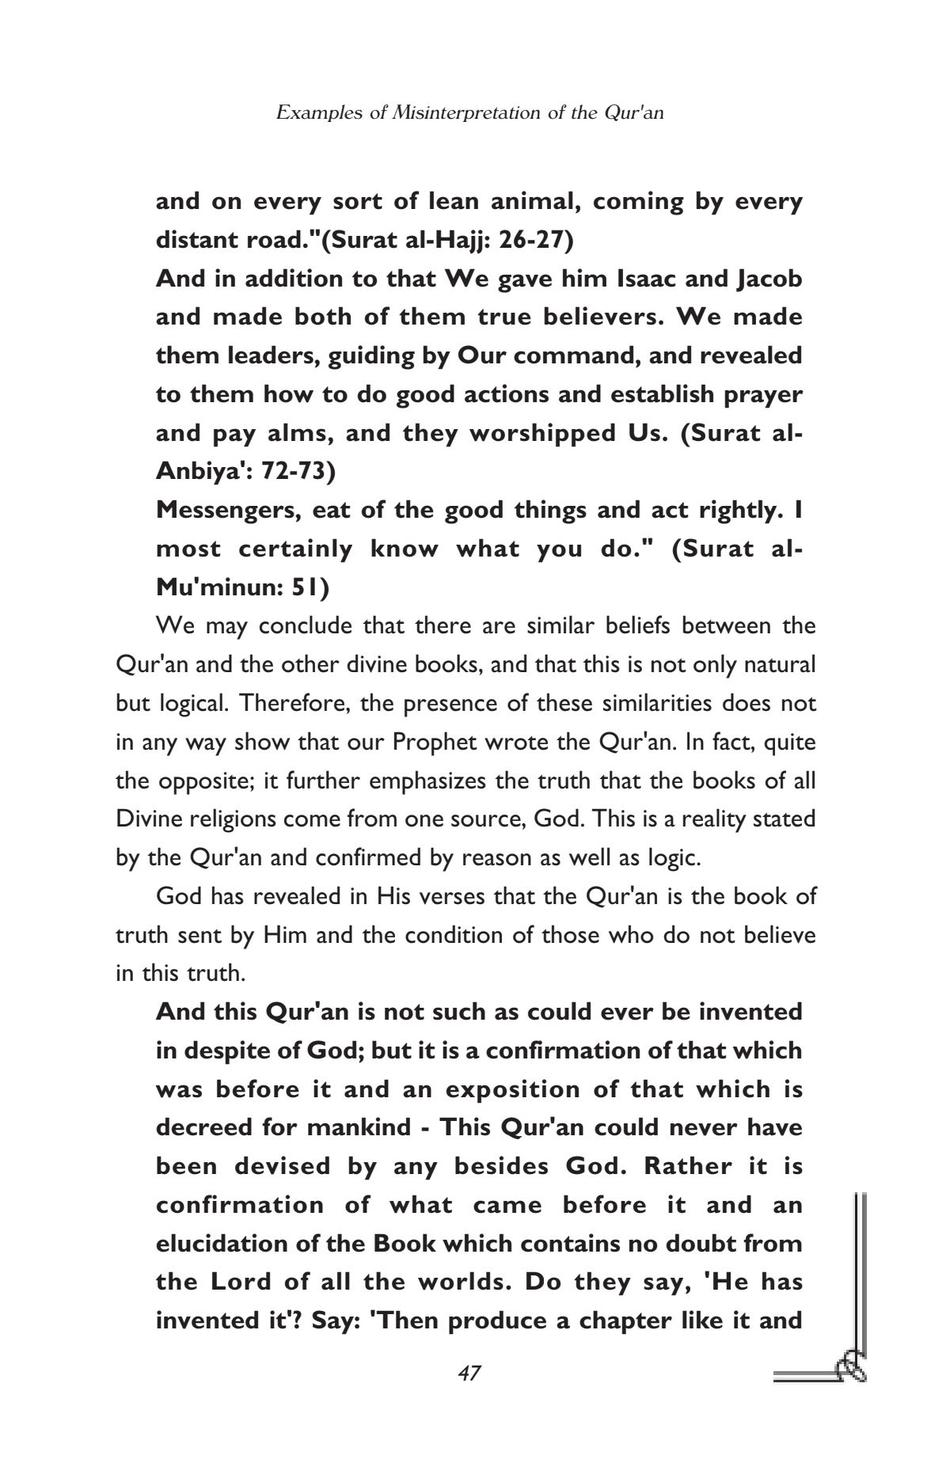 Examples of Misinterpretation of the Qur'an
and on every sort of lean animal, coming by every
distant road."(Surat al-Hajj: 26-27)
And in addition to that We gave him Isaac and Jacob
and made both of them true believers. We made
them leaders, guiding by Our command, and revealed
to them how to do good actions and establish prayer
and pay alms, and they worshipped Us. (Surat al-
Anbiya': 72-73)
Messengers, eat of the good things and act rightly. I
most certainly know what you do." (Surat al-
Mu'minun: 51)
We may conclude that there are similar beliefs between the
Qur'an and the other divine books, and that this is not only natural
but logical. Therefore, the presence of these similarities does not
in any way show that our Prophet wrote the Qur'an. In fact, quite
the opposite; it further emphasizes the truth that the books of all
Divine religions come from one source, God. This is a reality stated
by the Qur'an and confirmed by reason as well as logic.
God has revealed in His verses that the Qur'an is the book of
truth sent by Him and the condition of those who do not believe
in this truth.
And this Qur'an is not such as could ever be invented
in despite of God; but it is a confirmation of that which
was before it and an exposition of that which is
decreed for mankind - This Qur'an could never have
been devised by any besides God. Rather it is
confirmation of what came before it and an
elucidation of the Book which contains no doubt from
the Lord of all the worlds. Do they say, 'He has
invented it'? Say: 'Then produce a chapter like it and
47